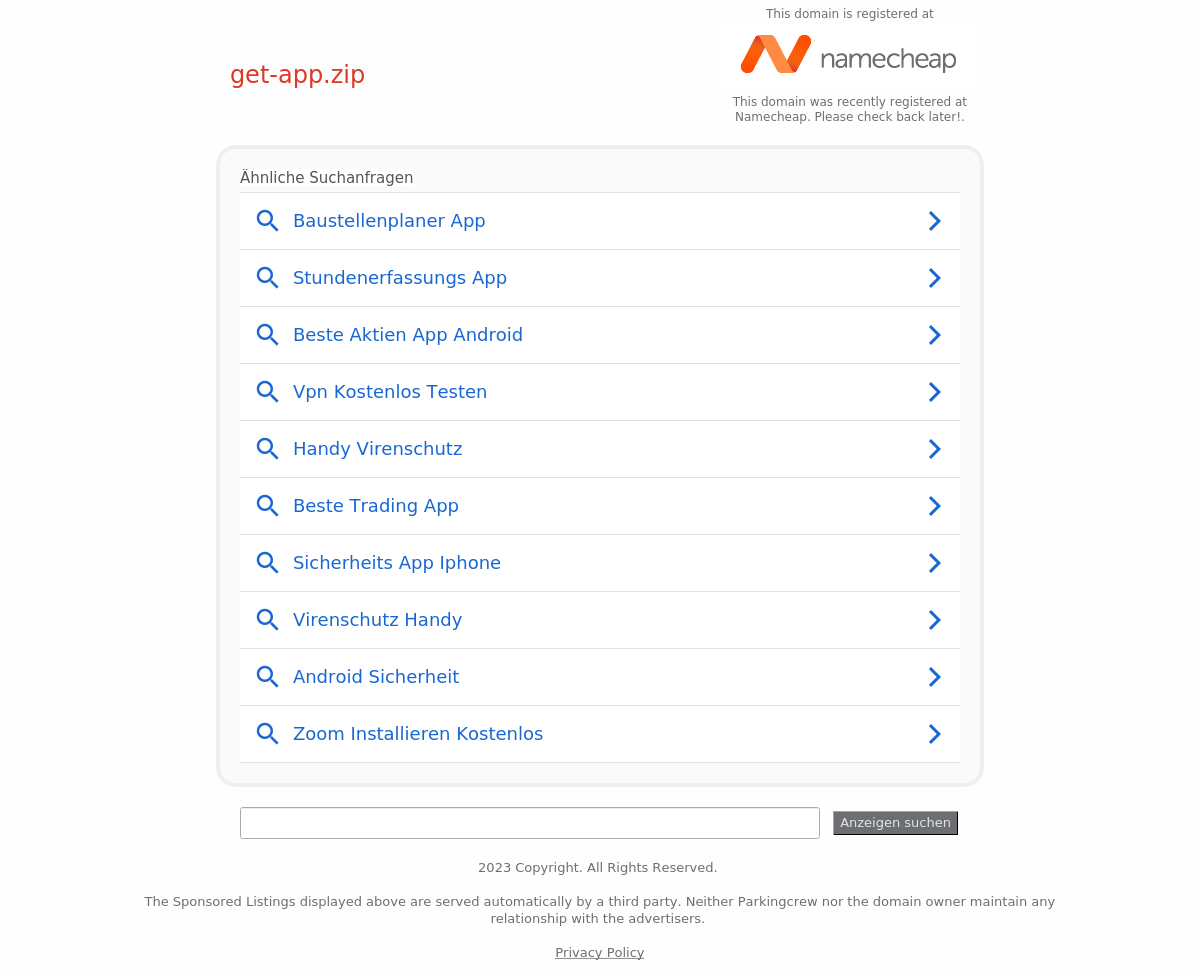 This domain is registered at
namecheap
get-app.zip
This domain was recently registered at
Namecheap. Please check back later!.
Ähnliche Suchanfragen
Baustellenplaner App
Stundenerfassungs App
Beste Aktien App Android
Vpn Kostenlos Testen
Handy Virenschutz
Beste Trading App
Sicherheits App Iphone
Virenschutz Handy
Android Sicherheit
Zoom Installieren Kostenlos
Anzeigen suchen
2023 Copyright. All Rights Reserved.
The Sponsored Listings displayed above are served automatically by a third party. Neither Parkingcrew nor the domain owner maintain any
relationship with the advertisers.
Privacy Policy